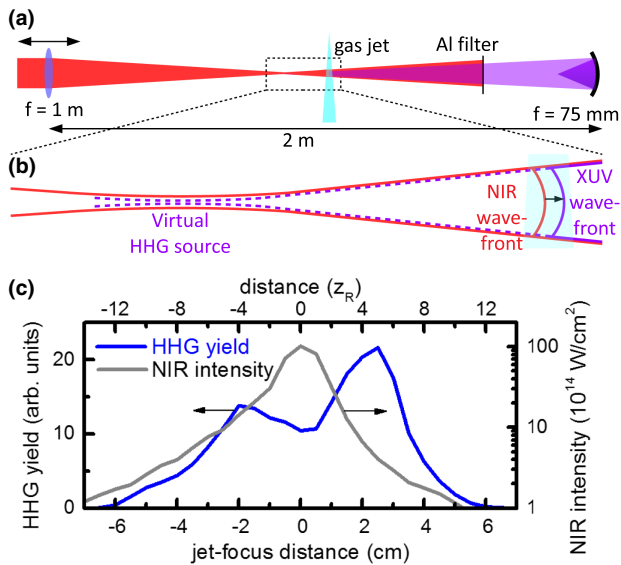 (a)
gas jet
Al filter
f = 1 m
f = 75 mm
2 m
(b)
NIR
wave-
front
XUV
wave-
front
Virtual
HHG source
(c)
distance (z_R)
-12 -8 -4 0 4 8 12
HHG yield
NIR intensity
HHG yield (arb. units)
20
10
0
NIR intensity (10^14 W/cm^2)
100
10
1
-6 -4 -2 0 2 4 6
jet-focus distance (cm)